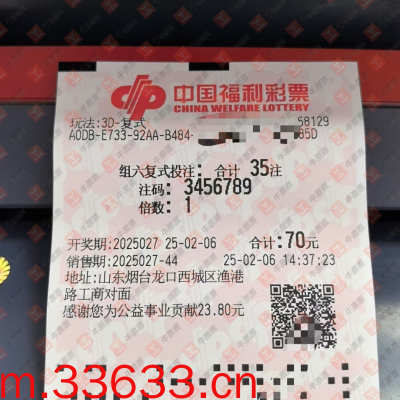 中国福利彩票
CHINA WELFARE LOTTERY
玩法:3D-复式 58129
A0DB-E733-92AA-B484- 85D
组六复式投注: 合计 35注
注码: 3456789
倍数: 1
开奖期:2025027 25-02-06 合计:70元
销售期:2025027-44 25-02-06 14:37:23
地址:山东烟台龙口西城区渔港
路工商对面
感谢您为公益事业贡献23.80元
m.33633.cn